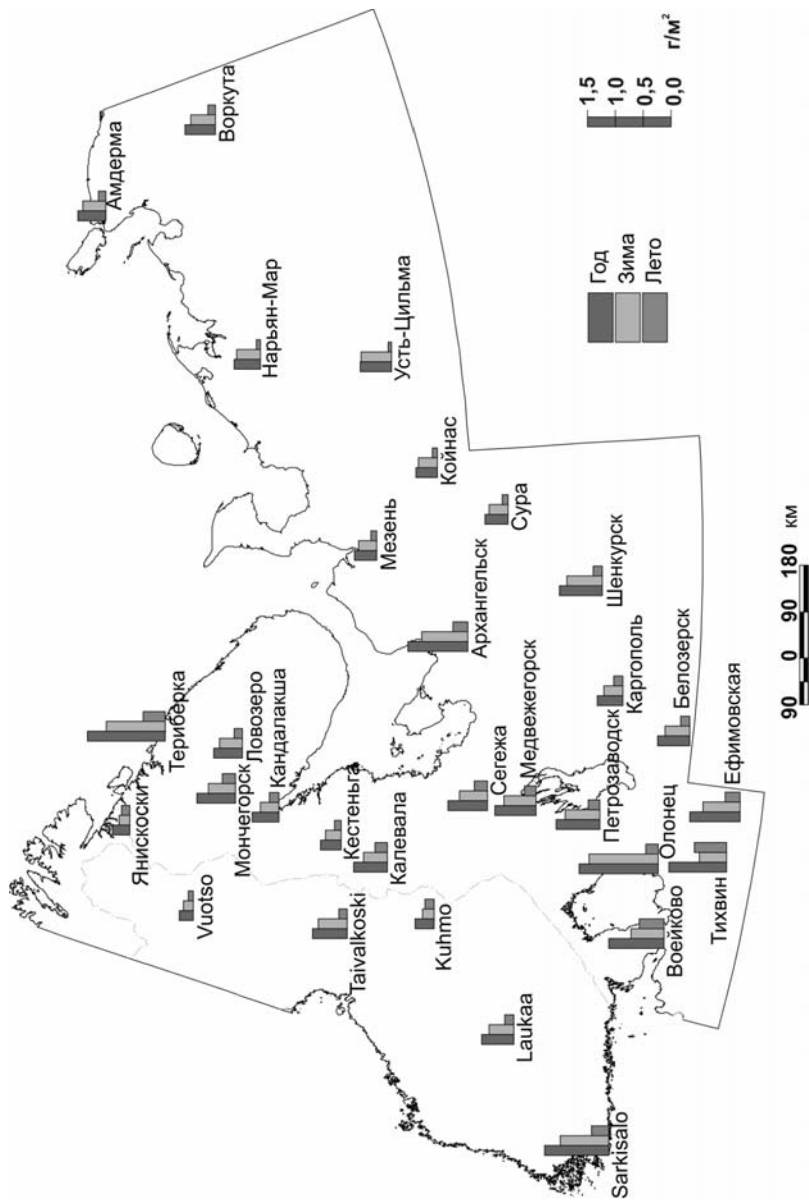 Амдерма
Воркута
Нарьян-Мар
Усть-Цильма
Койнас
Мезень
Сура
Архангельск
Шенкурск
Териберка
Янискоски
Ловозеро
Мончегорск
Кандалакша
Vuotso
Кестеньга
Калевала
Taivalkoski
Kuhmo
Сегежа
Медвежегорск
Каргополь
Петрозаводск
Белозерск
Laukaa
Олонец
Ефимовская
Воейково
Тихвин
Sarkisalo
Год
Зима
Лето
1,5
1,0
0,5
0,0
г/м²
90 0 90 180 км